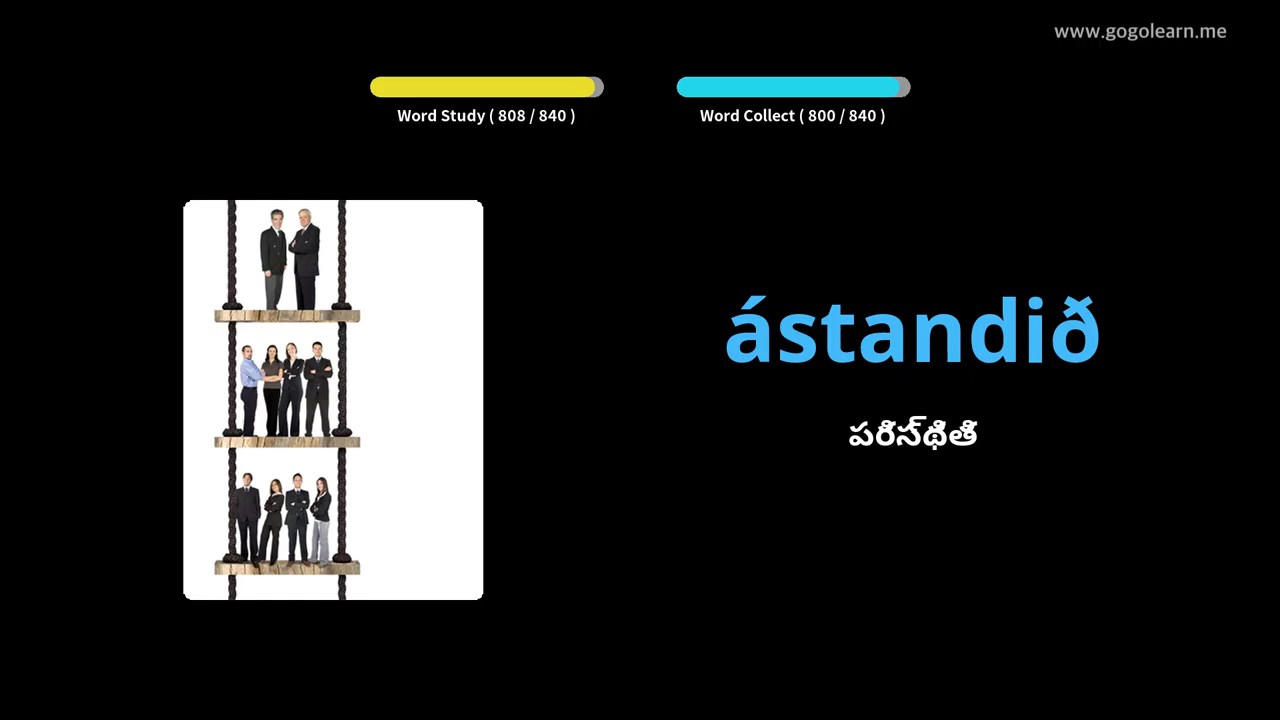 www.gogolearn.me
Word Study ( 808 / 840 )
Word Collect ( 800 / 840 )
ástandið
పరిస్థితి